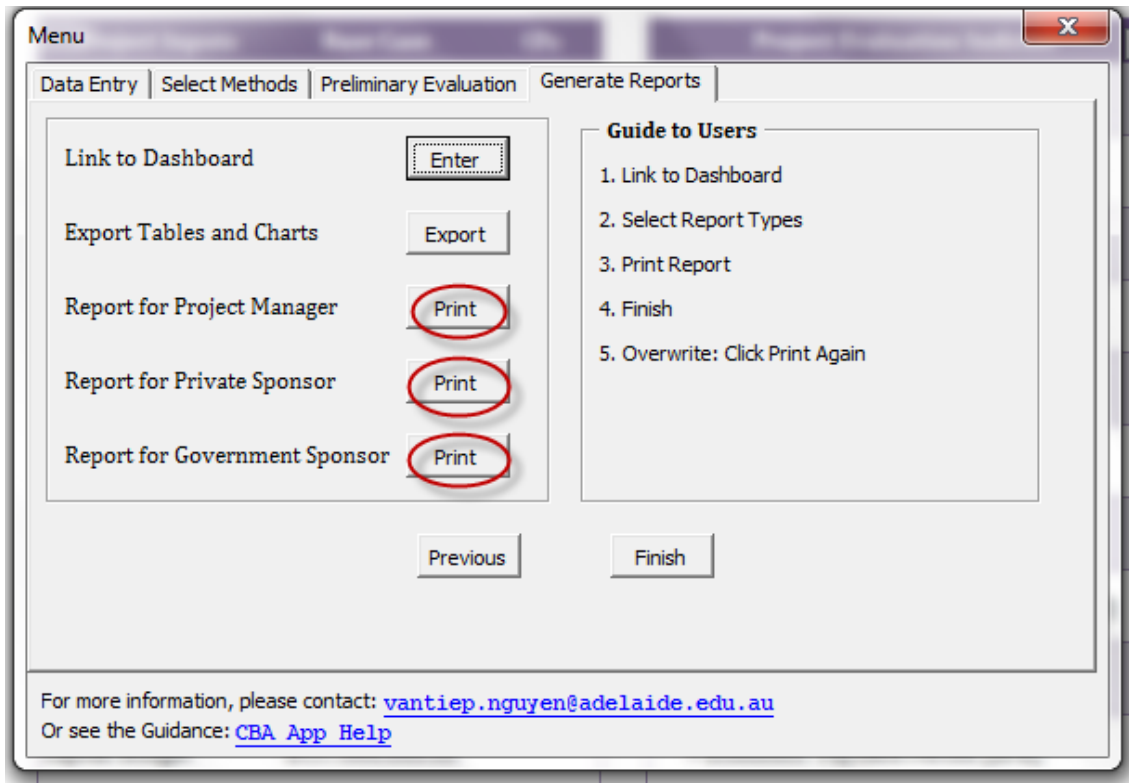 Menu
Data Entry Select Methods Preliminary Evaluation Generate Reports
Link to Dashboard Enter
Export Tables and Charts Export
Report for Project Manager Print
Report for Private Sponsor Print
Report for Government Sponsor Print
Guide to Users
1. Link to Dashboard
2. Select Report Types
3. Print Report
4. Finish
5. Overwrite: Click Print Again
Previous Finish
For more information, please contact: vantiep.nguyen@adelaide.edu.au
Or see the Guidance: CBA App Help